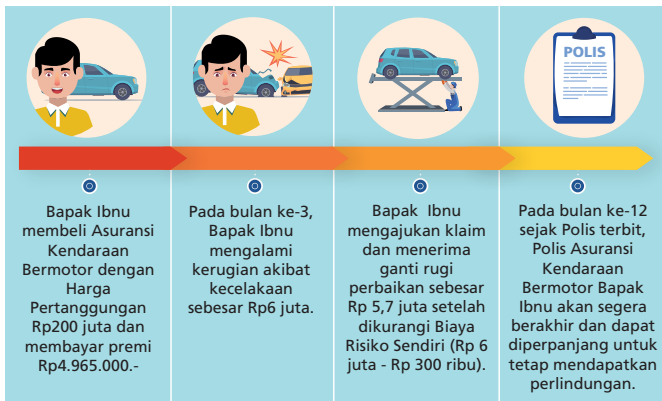 POLIS
Bapak Ibnu
membeli Asuransi
Kendaraan
Bermotor dengan
Harga
Pertanggungan
Rp200 juta dan
membayar premi
Rp4.965.000.-
Pada bulan ke-3,
Bapak Ibnu
mengalami
kerugian akibat
kecelakaan
sebesar Rp6 juta.
Bapak Ibnu
mengajukan klaim
dan menerima
ganti rugi
perbaikan sebesar
Rp 5,7 juta setelah
dikurangi Biaya
Risiko Sendiri (Rp 6
juta - Rp 300 ribu).
Pada bulan ke-12
sejak Polis terbit,
Polis Asuransi
Kendaraan
Bermotor Bapak
Ibnu akan segera
berakhir dan dapat
diperpanjang untuk
tetap mendapatkan
perlindungan.